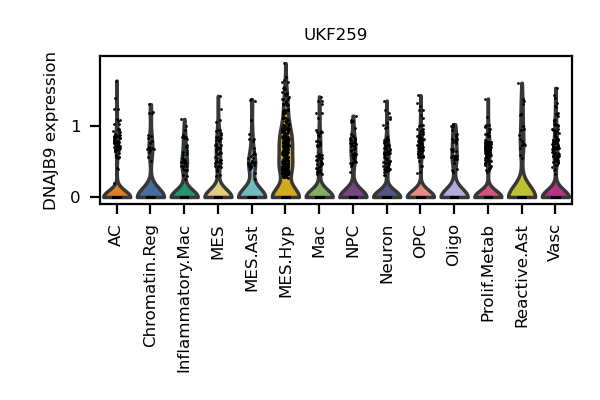 UKF259
DNAJB9 expression
1
0
AC
Chromatin.Reg
Inflammatory.Mac
MES
MES.Ast
MES.Hyp
Mac
NPC
Neuron
OPC
Oligo
Prolif.Metab
Reactive.Ast
Vasc